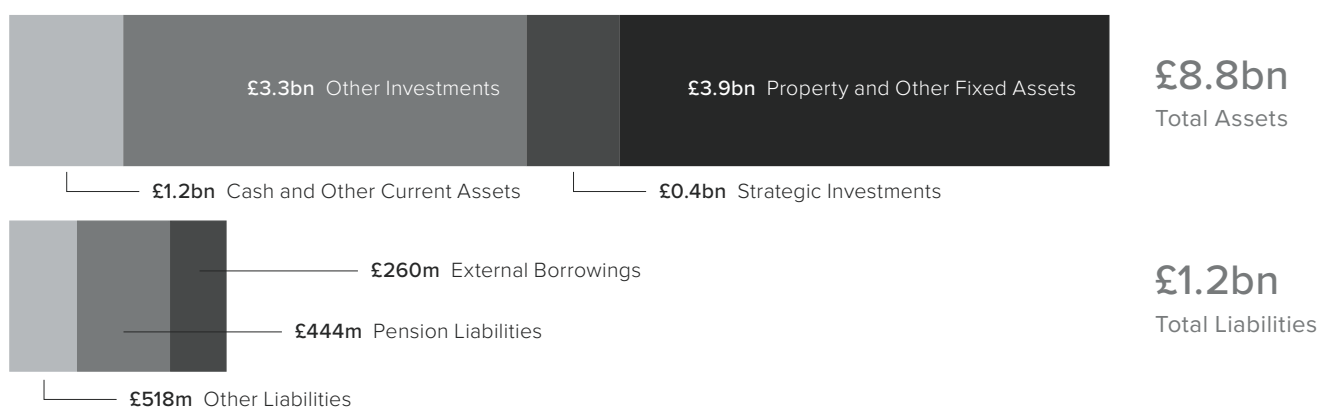 £3.3bn Other Investments
£3.9bn Property and Other Fixed Assets
£8.8bn
Total Assets
£1.2bn Cash and Other Current Assets
£0.4bn Strategic Investments
£260m External Borrowings
£444m Pension Liabilities
£518m Other Liabilities
£1.2bn
Total Liabilities